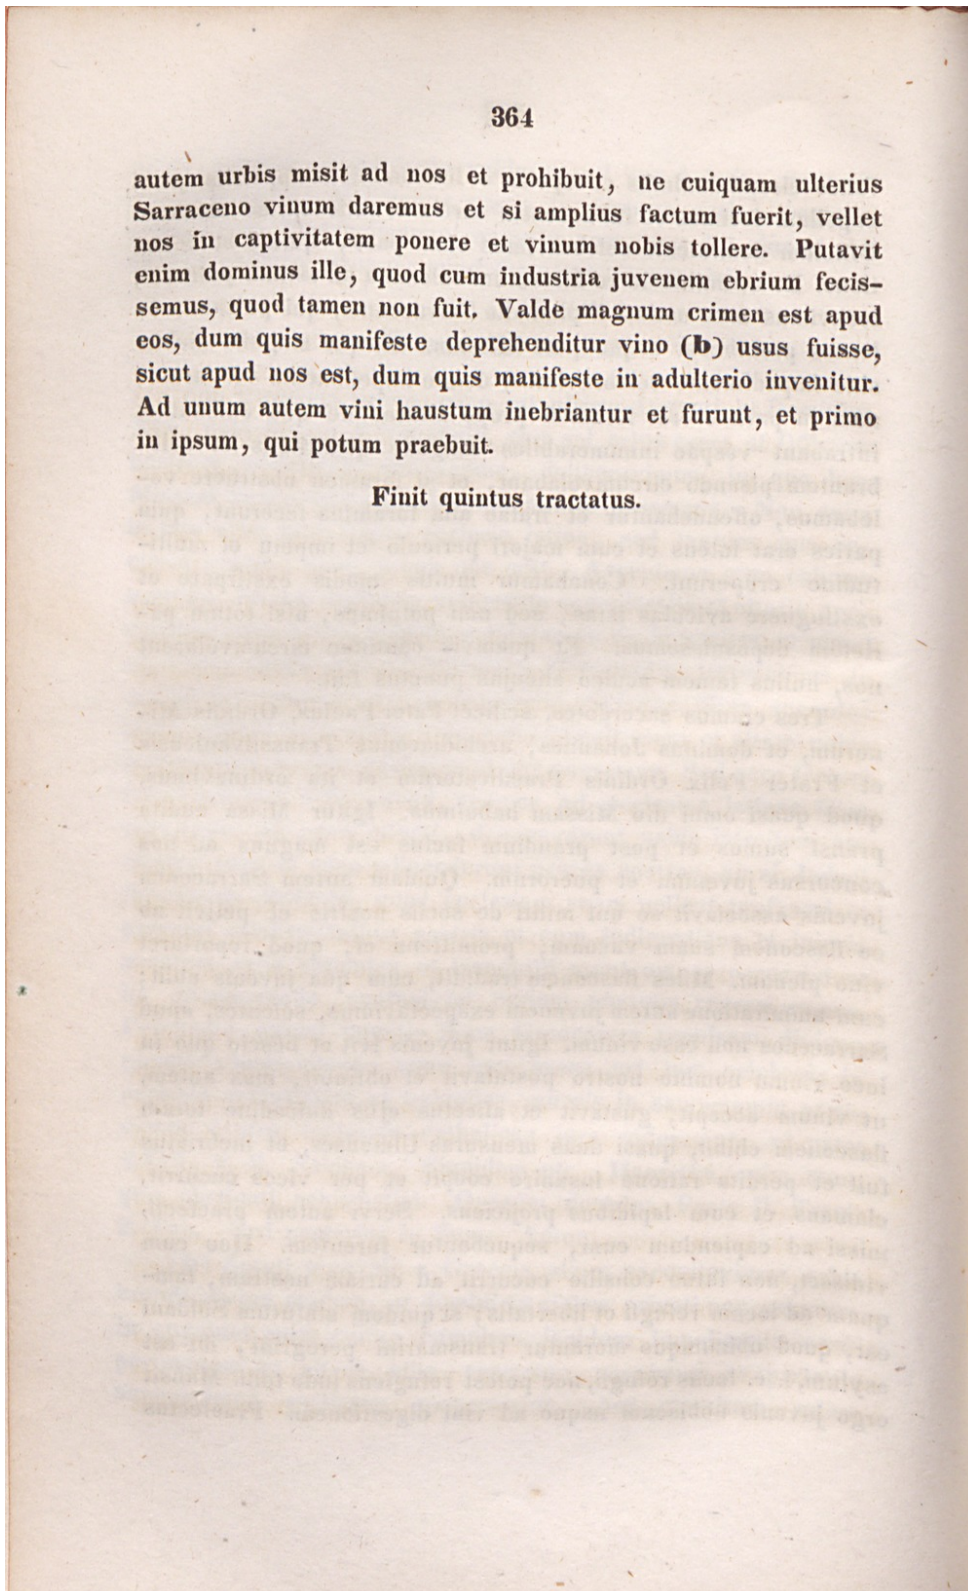 364
autem urbis misit ad nos et prohibuit, ne cuiquam ulterius
Sarraceno vinum daremus et si amplius factum fuerit, vellet
nos in captivitatem ponere et vinum nobis tollere. Putavit
enim dominus ille, quod cum industria juvenem ebrium fecis-
semus, quod tamen non fuit. Valde magnum crimen est apud
eos, dum quis manifeste deprehenditur vino (b) usus fuisse,
sicut apud nos est, dum quis manifeste in adulterio invenitur.
Ad unum autem vini haustum inebriantur et furunt, et primo
in ipsum, qui potum praebuit.
Finit quintus tractatus.